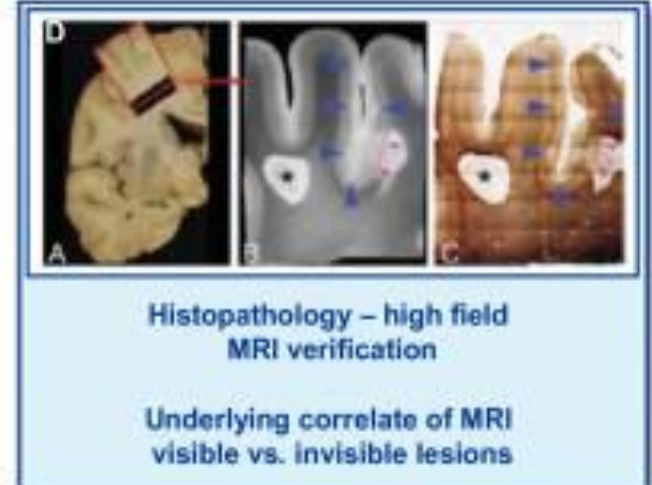 D
A
B
C
Histopathology – high field
MRI verification
Underlying correlate of MRI
visible vs. invisible lesions